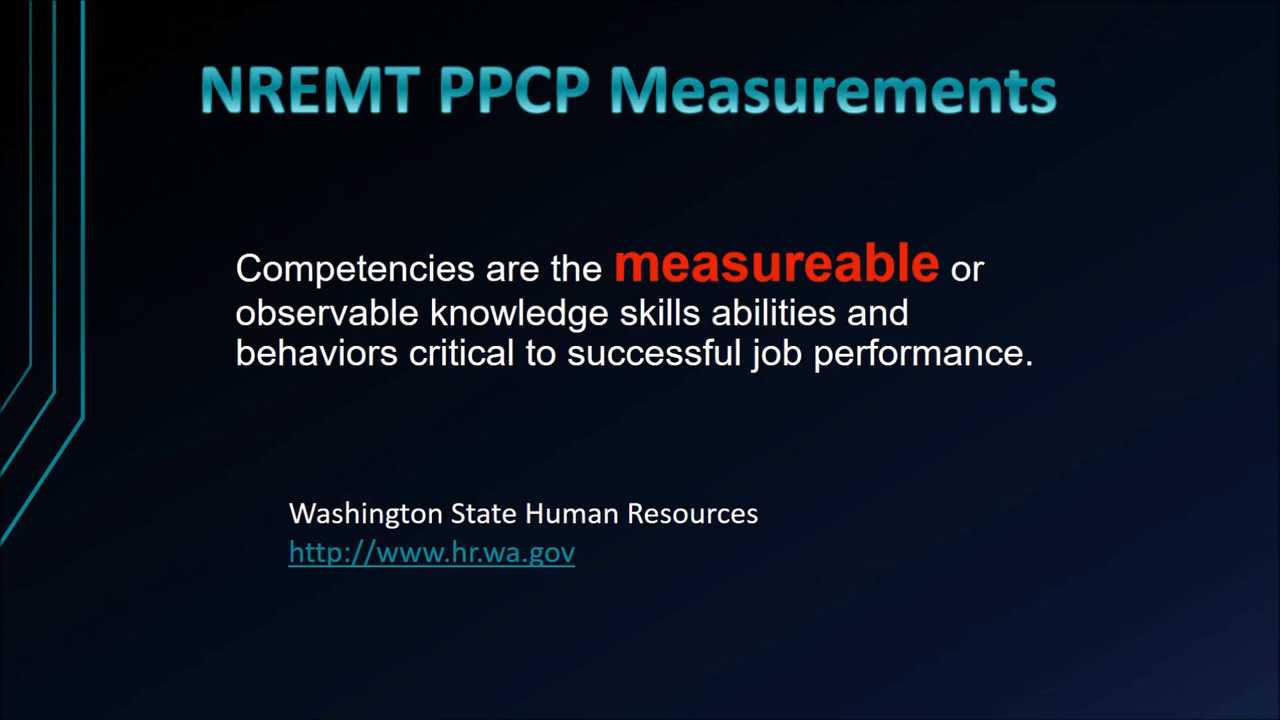 NREMT PPCP Measurements
Competencies are the measureable or
observable knowledge skills abilities and
behaviors critical to successful job performance.
Washington State Human Resources
http://www.hr.wa.gov